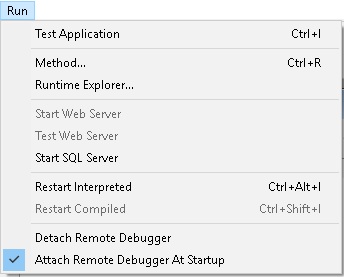 Run
Test Application Ctrl+I
Method... Ctrl+R
Runtime Explorer...
Start Web Server
Test Web Server
Start SQL Server
Restart Interpreted Ctrl+Alt+I
Restart Compiled Ctrl+Shift+I
Detach Remote Debugger
Attach Remote Debugger At Startup